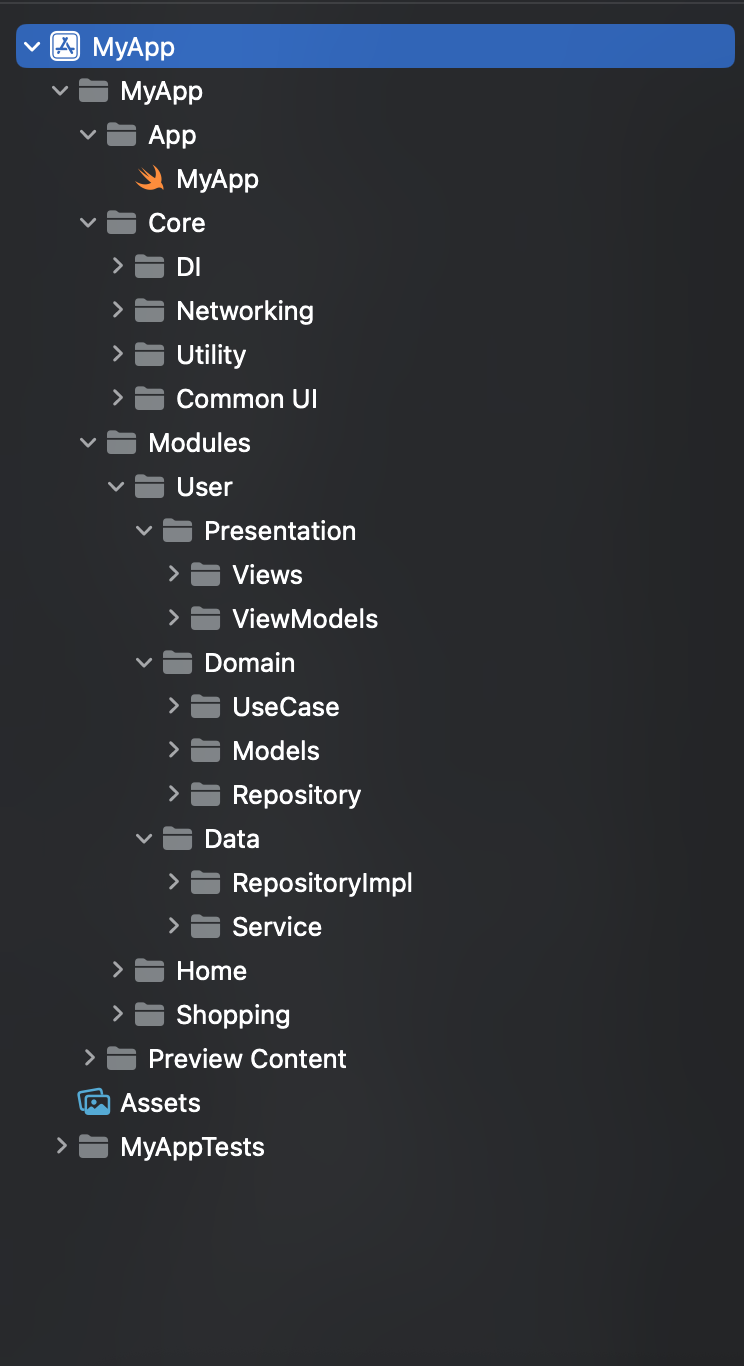 MyApp
MyApp
App
MyApp
Core
DI
Networking
Utility
Common UI
Modules
User
Presentation
Views
ViewModels
Domain
UseCase
Models
Repository
Data
RepositoryImpl
Service
Home
Shopping
Preview Content
Assets
MyAppTests